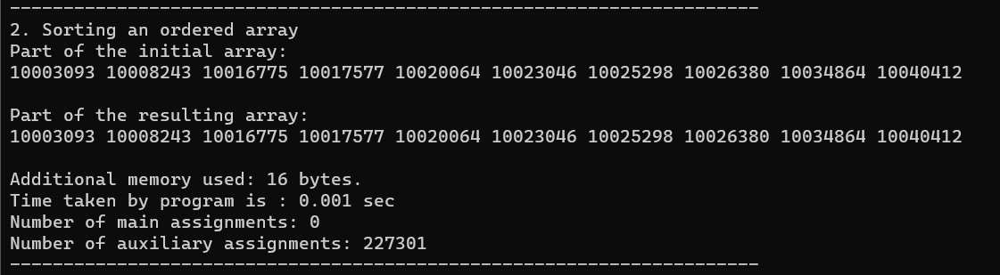 ----------------------------------------------------------------------
2. Sorting an ordered array
Part of the initial array:
10003093 10008243 10016775 10017577 10020064 10023046 10025298 10026380 10034864 10040412
Part of the resulting array:
10003093 10008243 10016775 10017577 10020064 10023046 10025298 10026380 10034864 10040412
Additional memory used: 16 bytes.
Time taken by program is : 0.001 sec
Number of main assignments: 0
Number of auxiliary assignments: 227301
----------------------------------------------------------------------